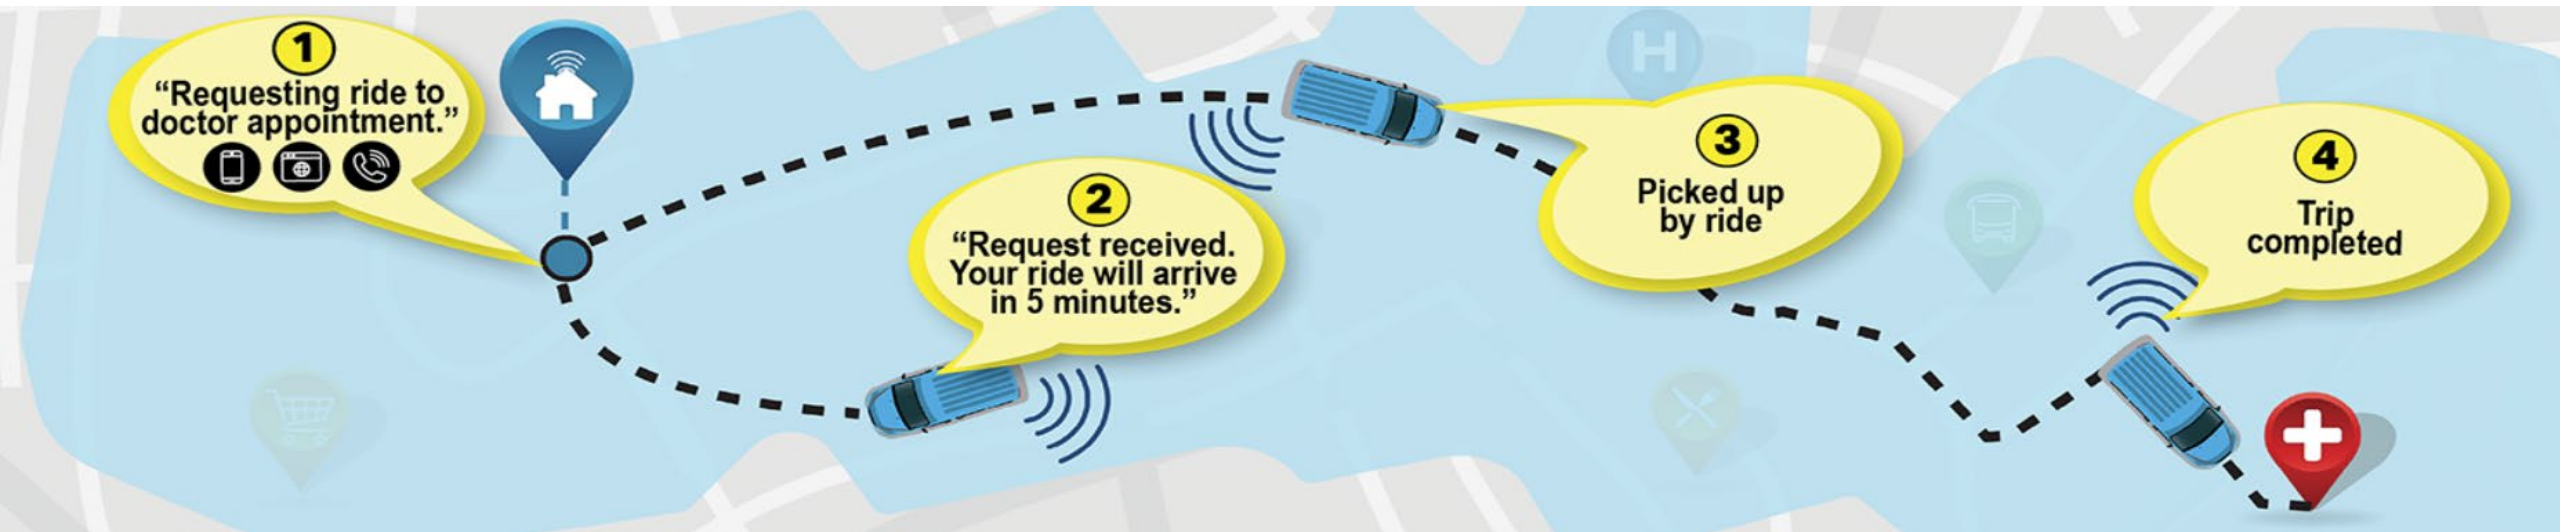 1
“Requesting ride to
doctor appointment.”
2
“Request received.
Your ride will arrive
in 5 minutes.”
H
3
Picked up
by ride
4
Trip
completed